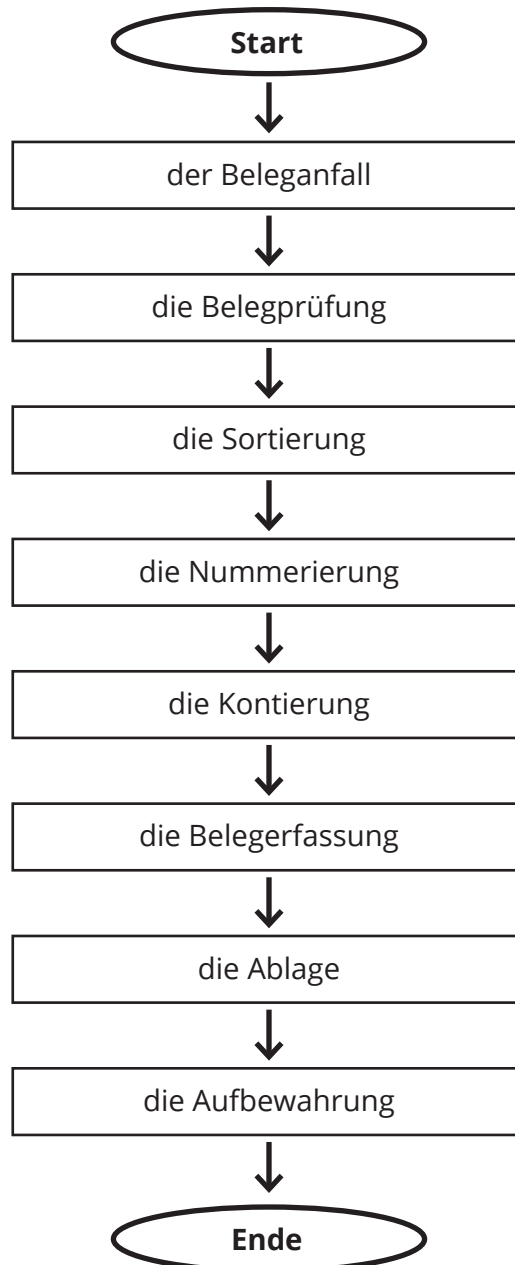 Start
der Beleganfall
die Belegprüfung
die Sortierung
die Nummerierung
die Kontierung
die Belegerfassung
die Ablage
die Aufbewahrung
Ende